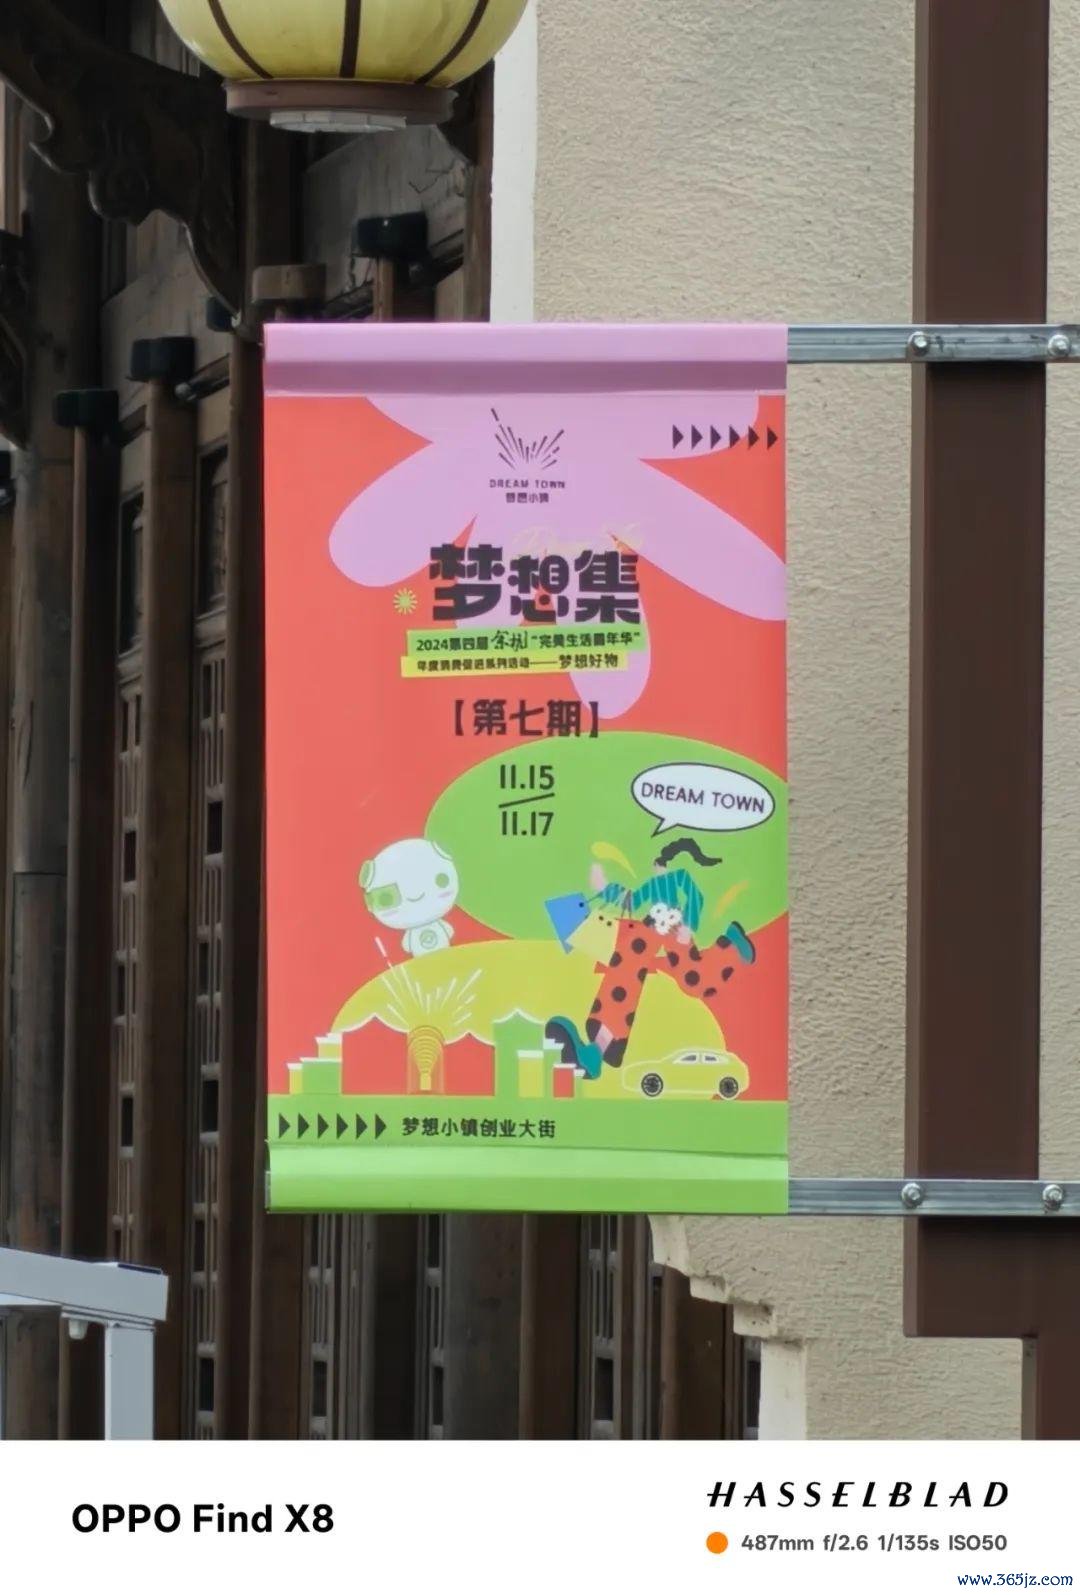 DREAM TOWN
梦想小镇
梦想集
2024第四届余杭“完美生活嘉年华”
年度消费促进系列活动——梦想好物
【第七期】
11.15
11.17
DREAM TOWN
梦想小镇创业大街
OPPO Find X8
HASSELBLAD
487mm f/2.6 1/135s ISO50
www.365jz.com